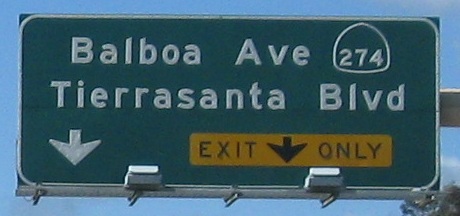 Balboa Ave 274
Tierrasanta Blvd
EXIT ONLY